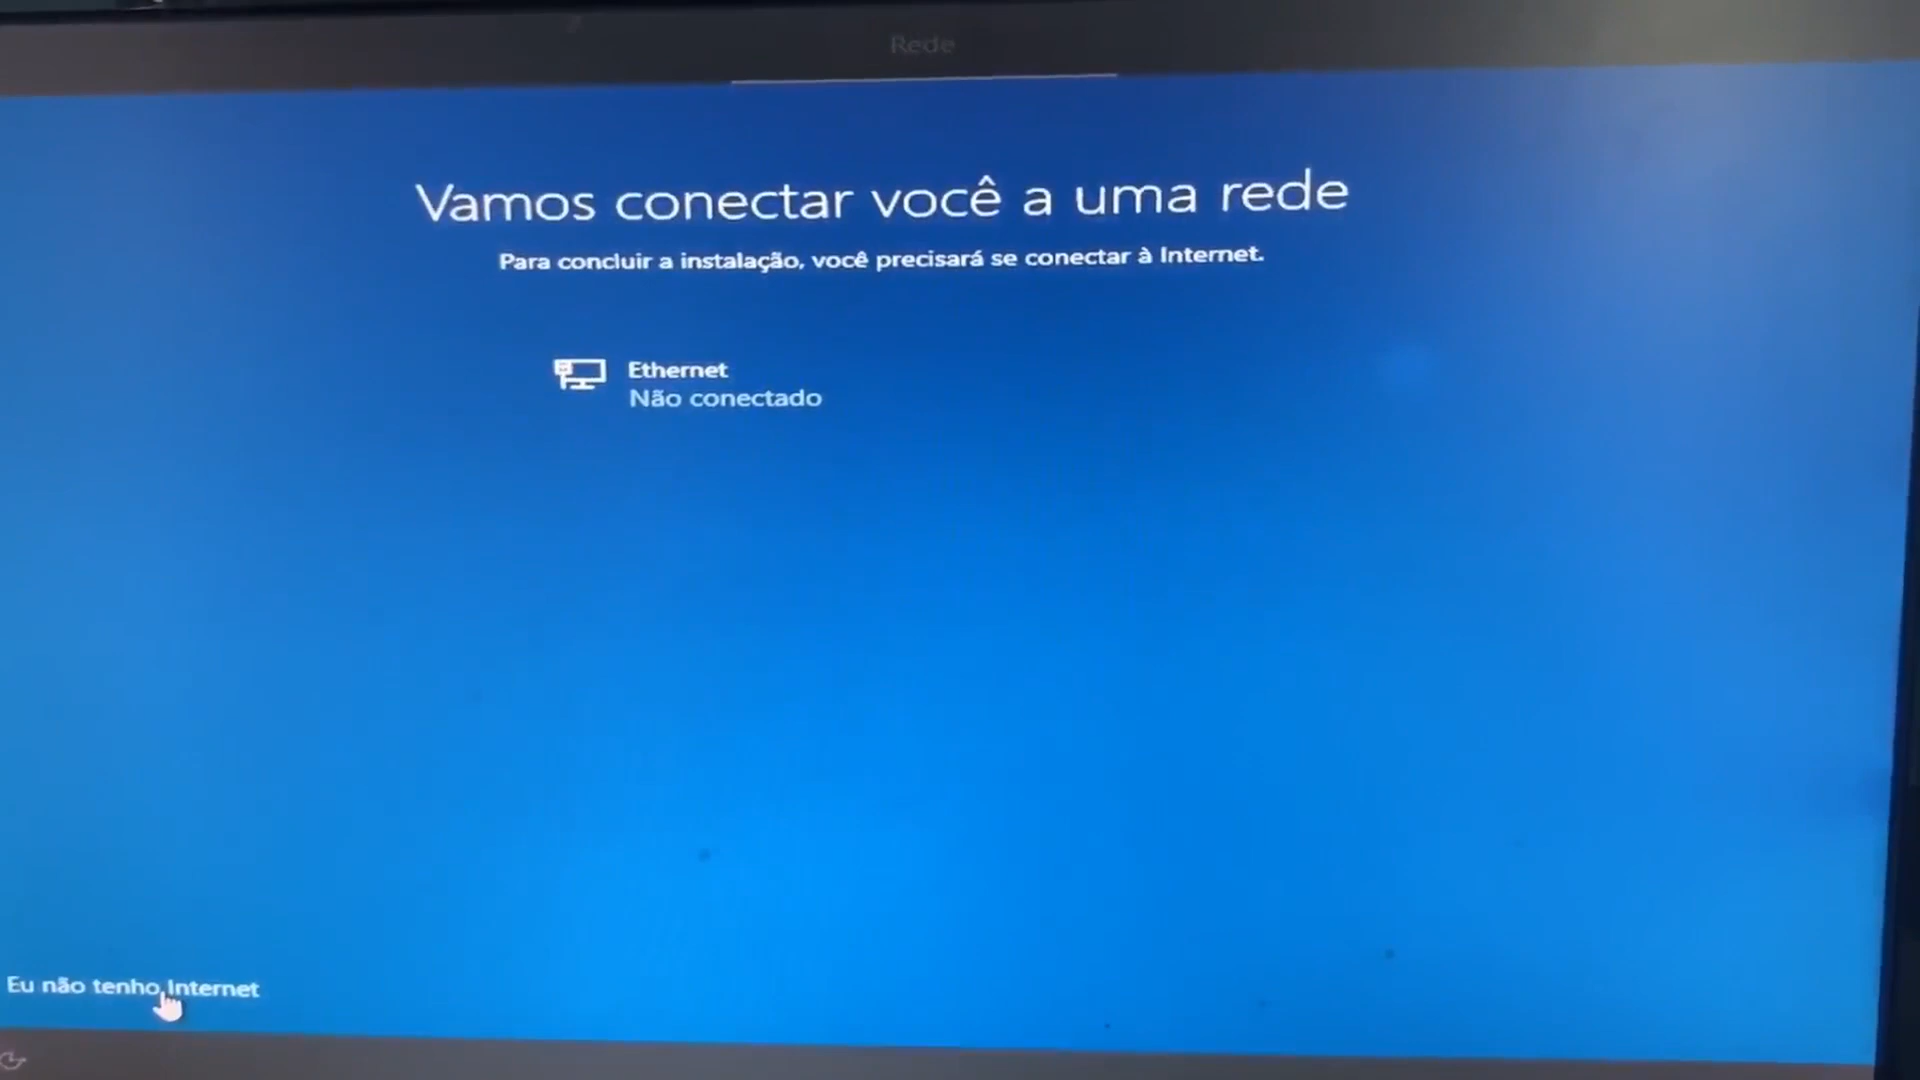 Rede
Vamos conectar você a uma rede
Para concluir a instalação, você precisará se conectar à Internet.
Ethernet
Não conectado
Eu não tenho Internet